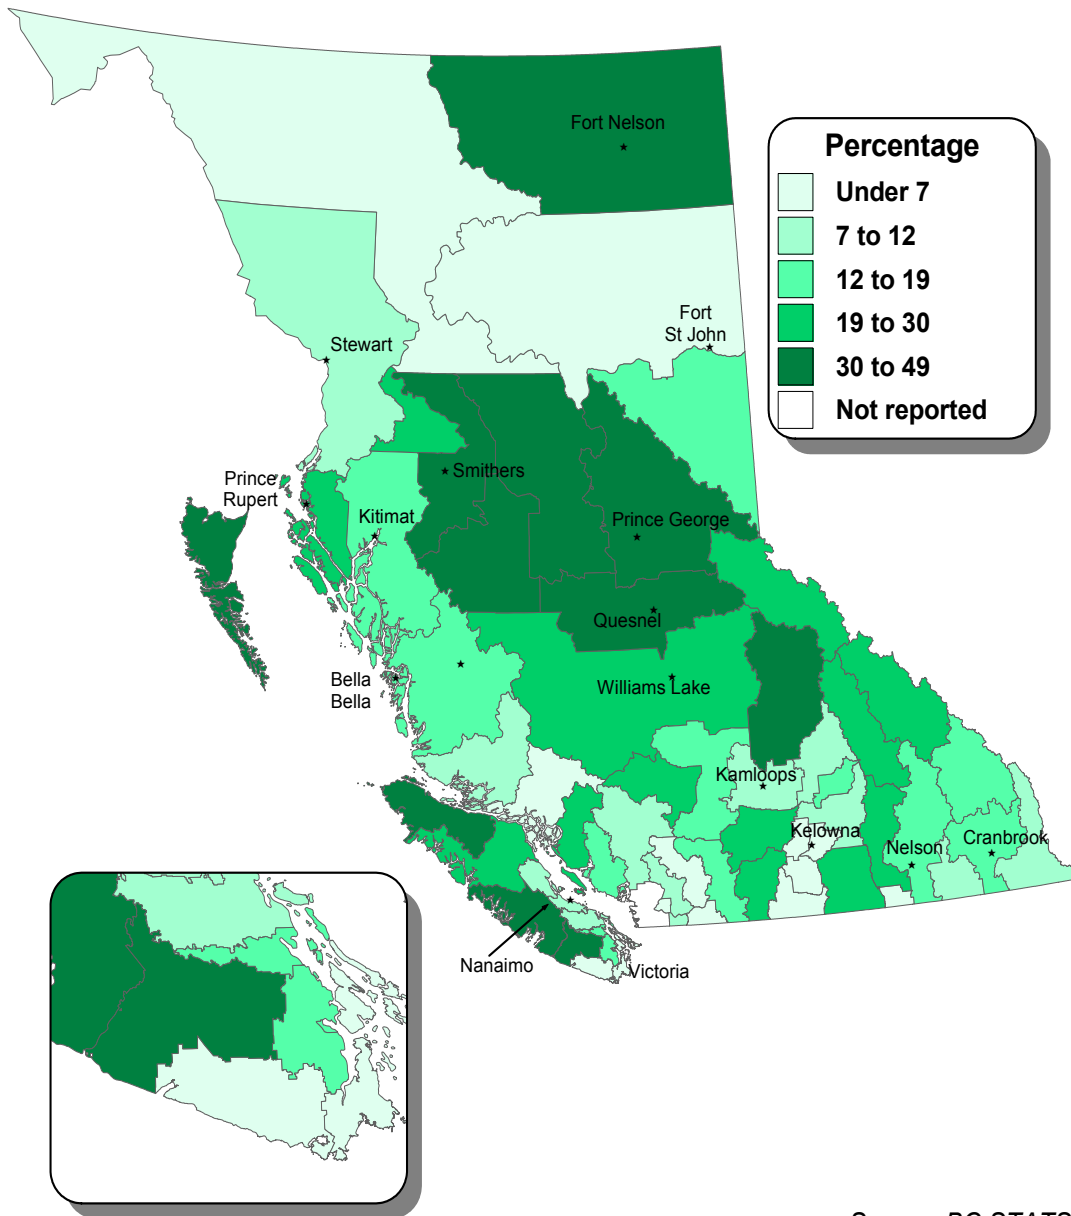 Fort Nelson
Percentage
Under 7
7 to 12
12 to 19
19 to 30
30 to 49
Not reported
Fort
St John
Stewart
Smithers
Prince
Rupert
Kitimat
Prince George
Quesnel
Bella
Bella
Williams Lake
Kamloops
Kelowna
Nelson
Cranbrook
Nanaimo
Victoria